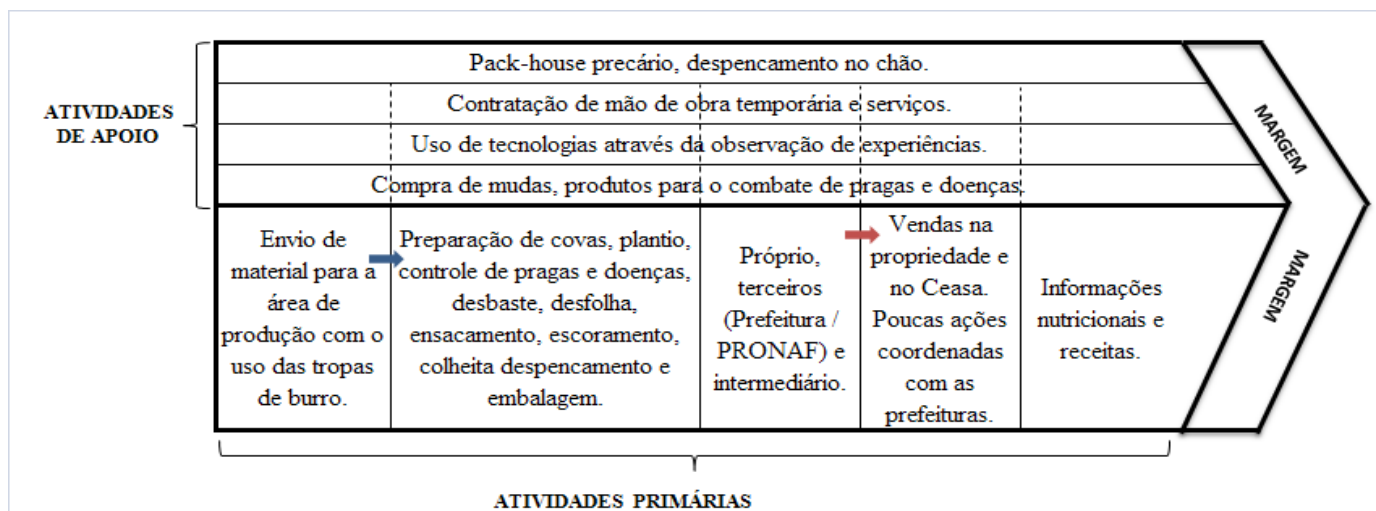 Pack-house precário, despencamento no chão.
ATIVIDADES
DE APOIO
Contratação de mão de obra temporária e serviços.
Uso de tecnologias através da observação de experiências.
Compra de mudas, produtos para o combate de pragas e doenças.
MARGEM
Envio de
material para a
área de
produção com o
uso das tropas
de burro.
Preparação de covas, plantio,
controle de pragas e doenças,
desbaste, desfolha,
ensacamento, escoramento,
colheita despencamento e
embalagem.
Próprio,
terceiros
(Prefeitura /
PRONAF) e
intermediário.
Vendas na
propriedade e
no Ceasa.
Poucas ações
coordenadas
com as
prefeituras.
Informações
nutricionais e
receitas.
MARGEM
ATIVIDADES PRIMÁRIAS